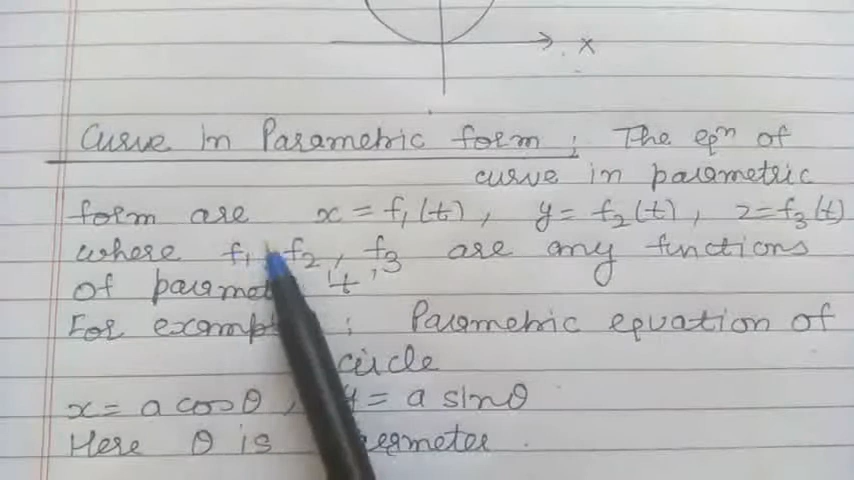 x
Curve in Parametric form ; The eqn of
curve in parametric
form are x = f1(t), y = f2(t), z = f3(t)
where f1, f2, f3 are any functions
of 't'
For : Parametric equation of
circle
x = a cosθ, y = a sinθ
Here θ is